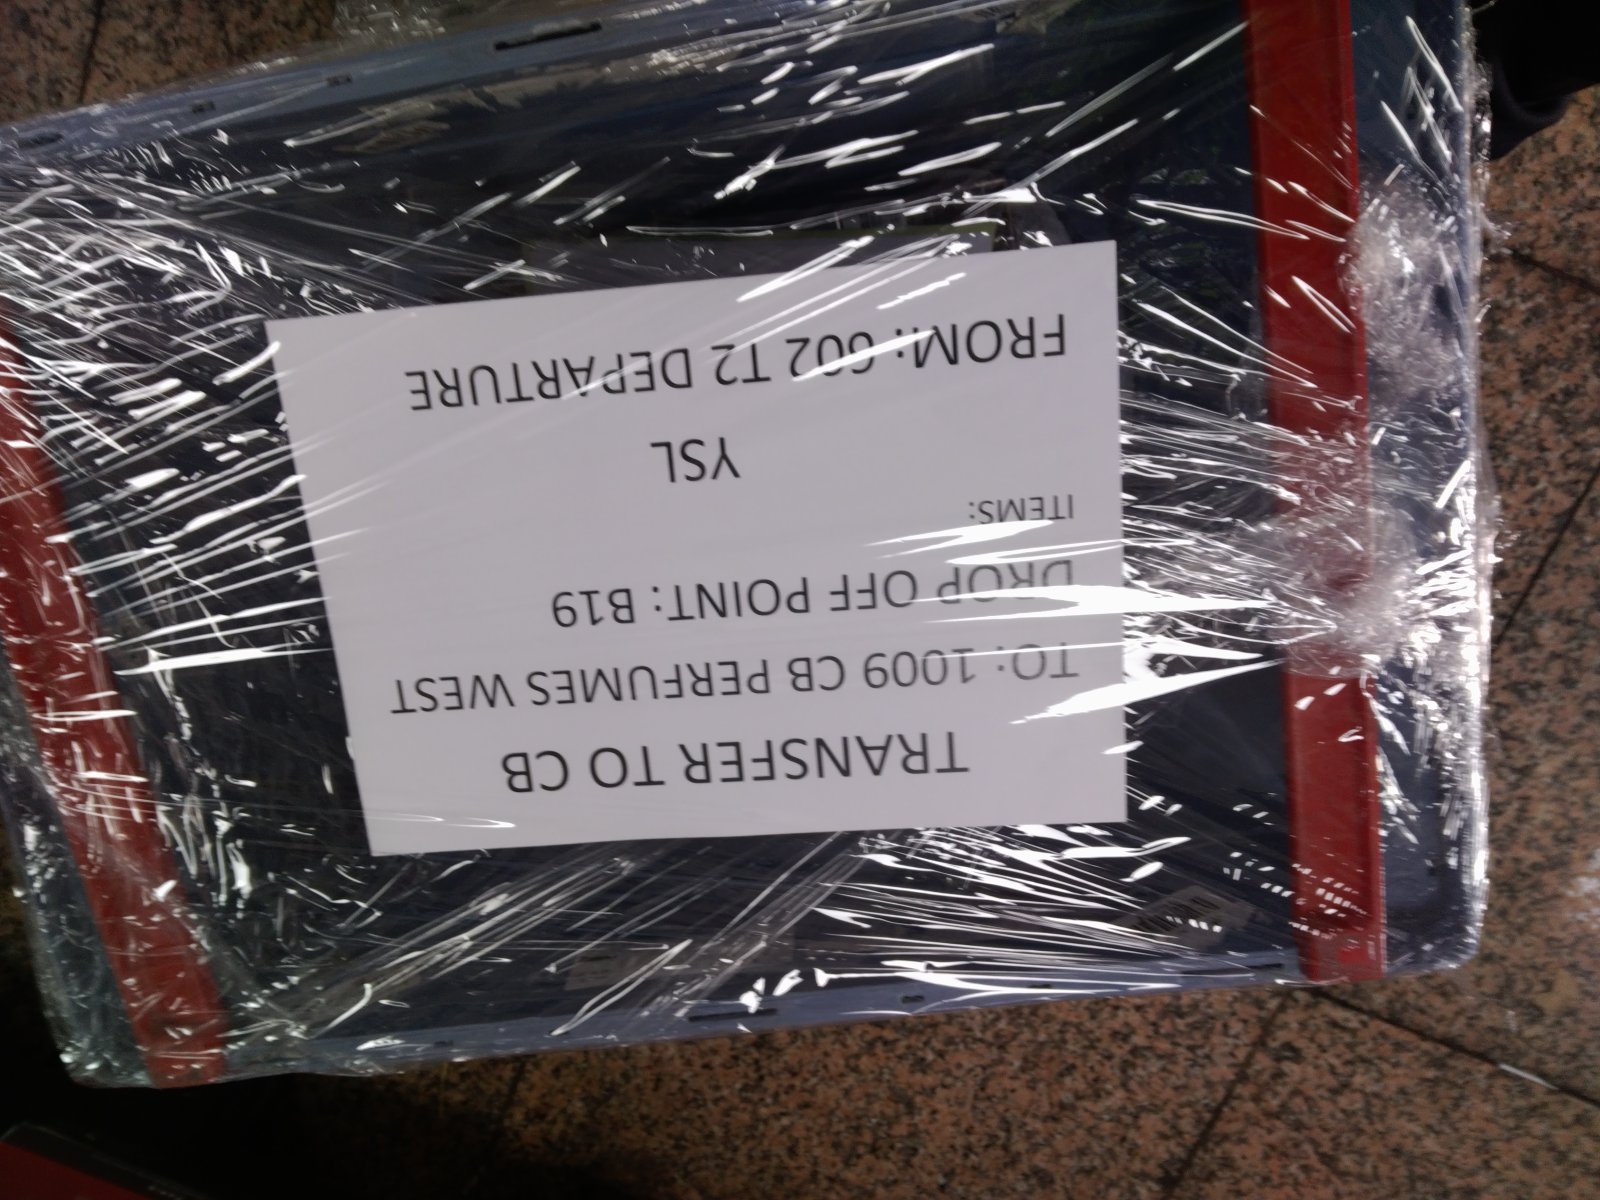 TRANSFER TO CB
TO: 1009 CB PERFUMES WEST
DROP OFF POINT: B19
ITEMS:
YSL
FROM: 602 T2 DEPARTURE